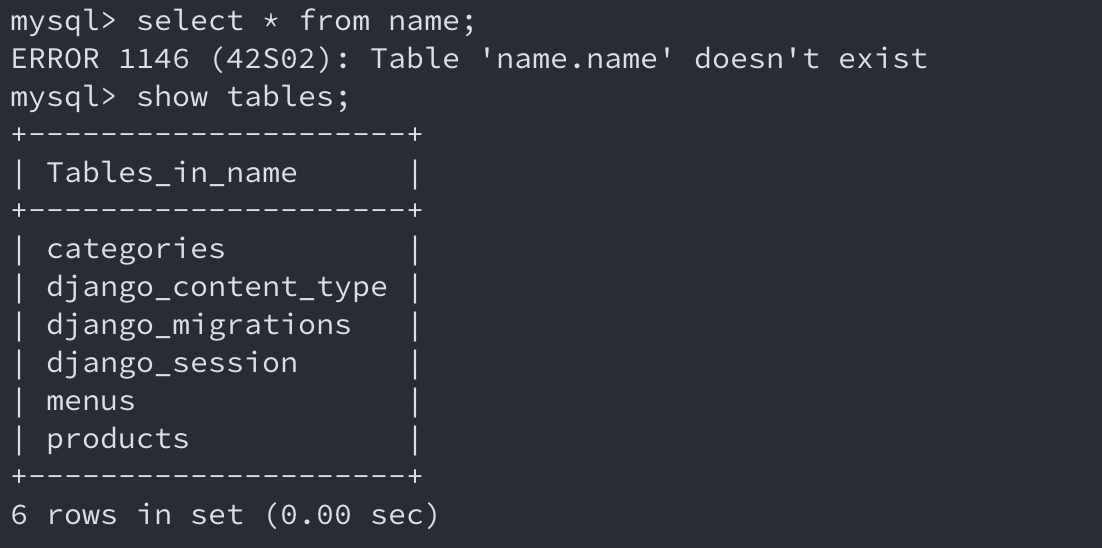 mysql> select * from name;
ERROR 1146 (42S02): Table 'name.name' doesn't exist
mysql> show tables;
+---------------------+
| Tables_in_name      |
+---------------------+
| categories          |
| django_content_type |
| django_migrations   |
| django_session      |
| menus               |
| products            |
+---------------------+
6 rows in set (0.00 sec)